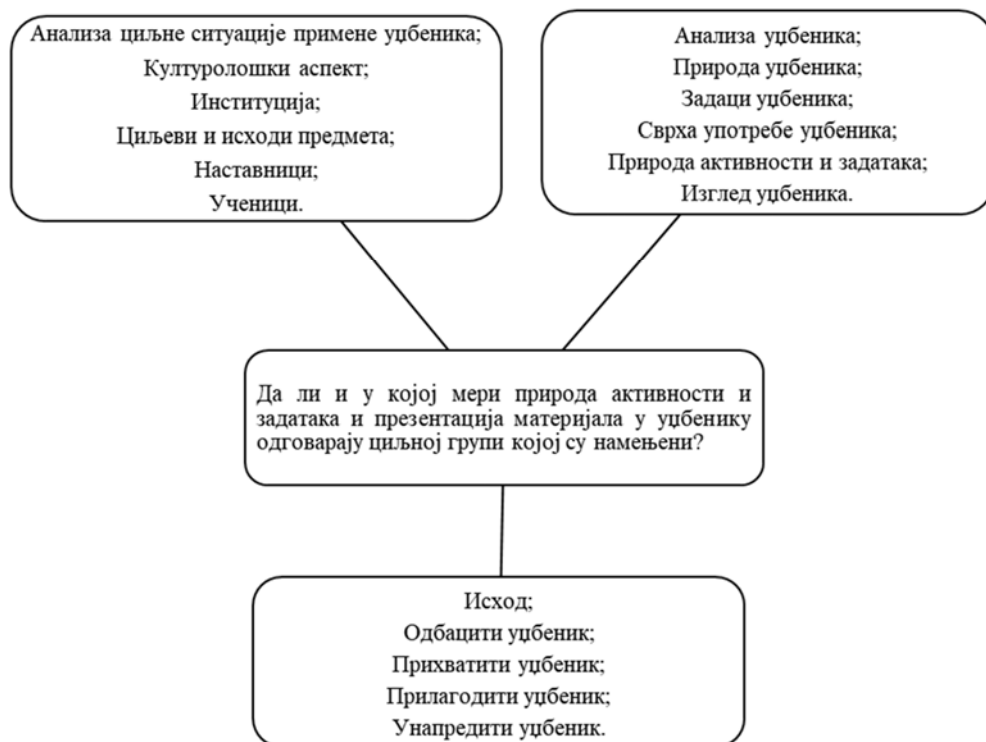 Анализа циљне ситуације примене уџбеника;
Културолошки аспект;
Институција;
Циљеви и исходи предмета;
Наставници;
Ученици.
Анализа уџбеника;
Природа уџбеника;
Задаци уџбеника;
Сврха употребе уџбеника;
Природа активности и задатака;
Изглед уџбеника.
Да ли и у којој мери природа активности и
задатака и презентација материјала у уџбенику
одговарају циљној групи којој су намењени?
Исход;
Одбацити уџбеник;
Прихватити уџбеник;
Прилагодити уџбеник;
Унапредити уџбеник.